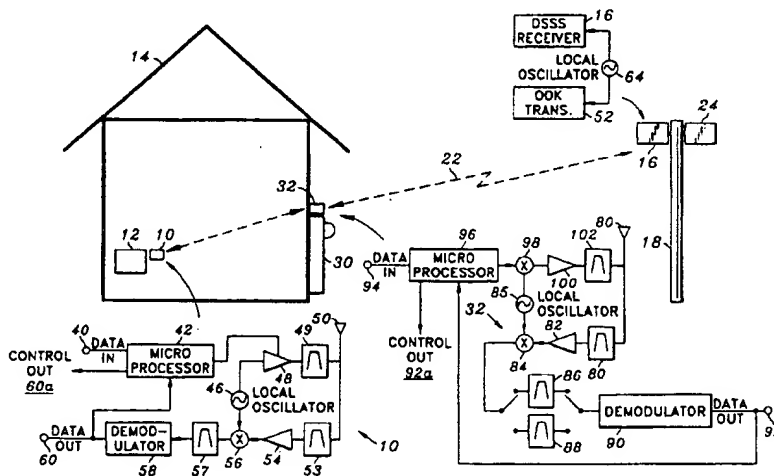 14
DSSS RECEIVER
16
LOCAL OSCILLATOR
64
OOK TRANS.
52
24
16
18
22
32
12
10
30
80
96
MICRO PROCESSOR
98
100
102
DATA IN
94
85
LOCAL OSCILLATOR
32
CONTROL OUT
92a
84
82
80
86
88
DEMODULATOR
90
DATA OUT
40
DATA IN
42
MICRO PROCESSOR
CONTROL OUT
60a
46
LOCAL OSCILLATOR
48
49
50
DATA OUT
60
DEMOD- ULATOR
58
57
56
54
53
10